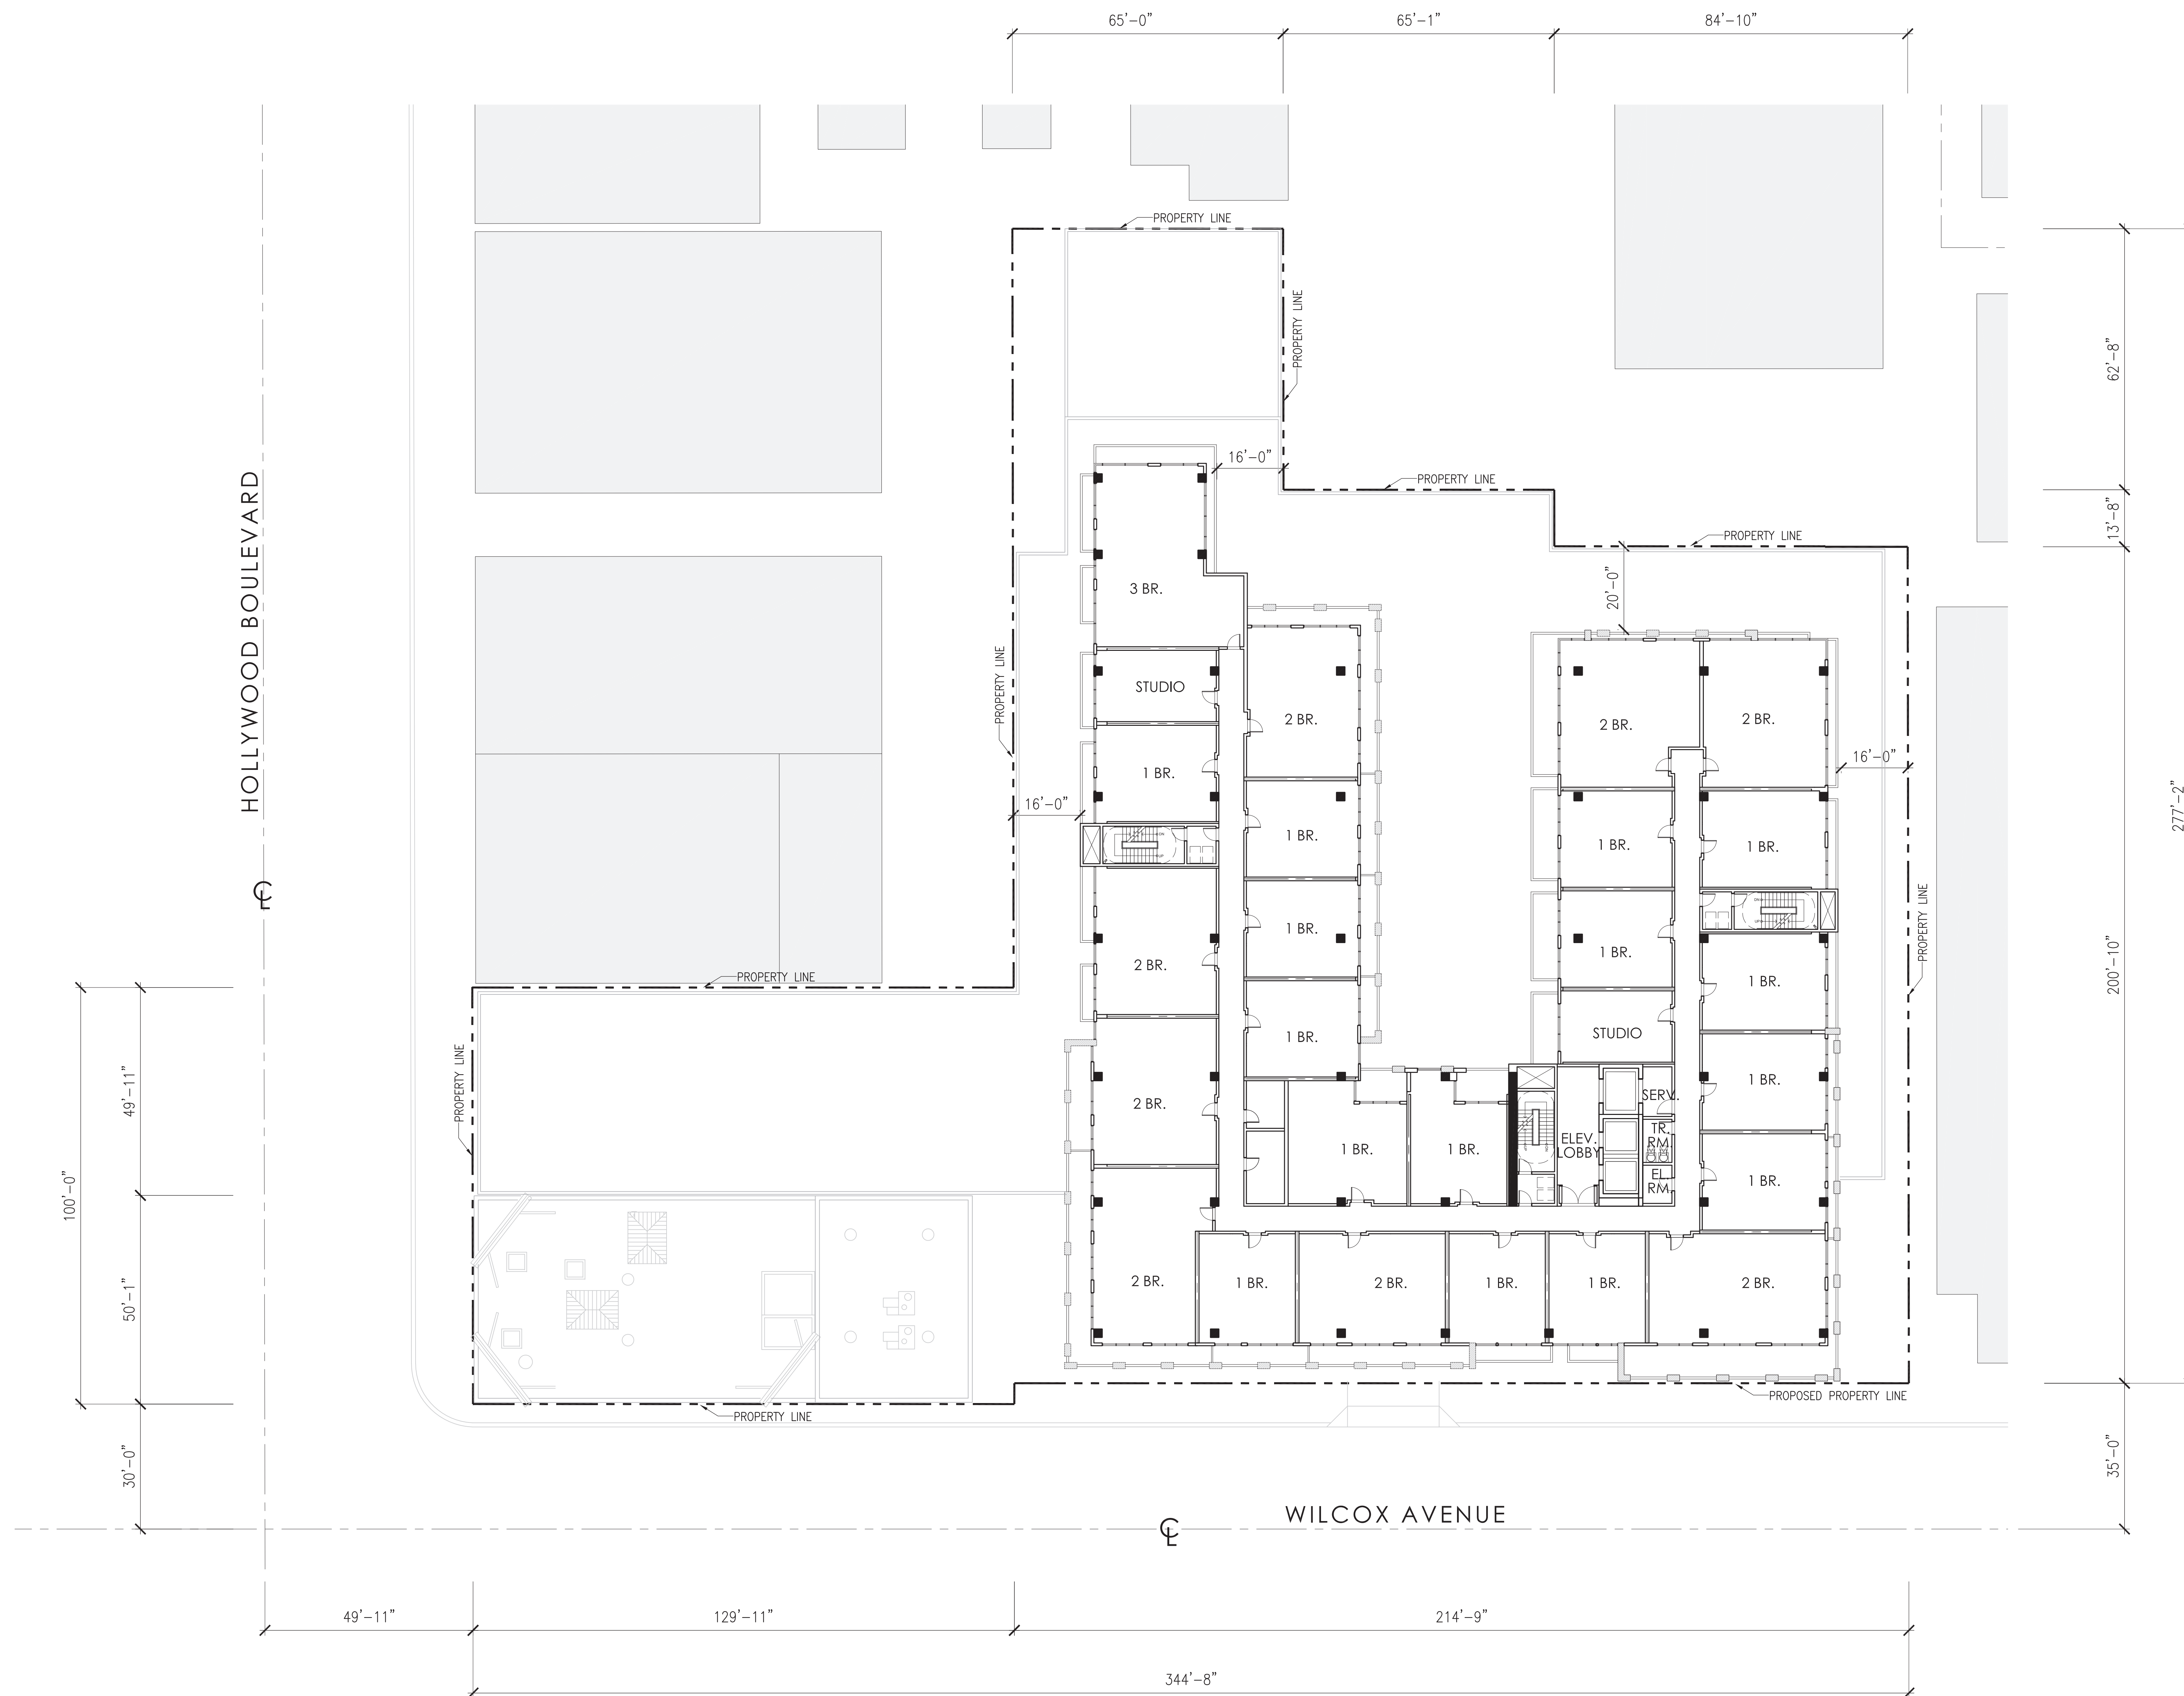 65'-0"
65'-1"
84'-10"
PROPERTY LINE
PROPERTY LINE
62'-8"
16'-0"
PROPERTY LINE
13'-8"
PROPERTY LINE
20'-0"
HOLLYWOOD BOULEVARD
3 BR.
PROPERTY LINE
STUDIO
2 BR.
2 BR.
2 BR.
1 BR.
16'-0"
16'-0"
277'-2"
1 BR.
1 BR.
1 BR.
DN
UP
CL
1 BR.
1 BR.
DN
UP
PROPERTY LINE
2 BR.
PROPERTY LINE
1 BR.
200'-10"
1 BR.
STUDIO
49'-11"
PROPERTY LINE
2 BR.
1 BR.
SERV.
100'-0"
1 BR.
1 BR.
ELEV.
LOBBY
TR.
RM.
EL.
RM.
1 BR.
50'-1"
2 BR.
1 BR.
2 BR.
1 BR.
1 BR.
2 BR.
PROPOSED PROPERTY LINE
PROPERTY LINE
30'-0"
35'-0"
WILCOX AVENUE
CL
49'-11"
129'-11"
214'-9"
344'-8"